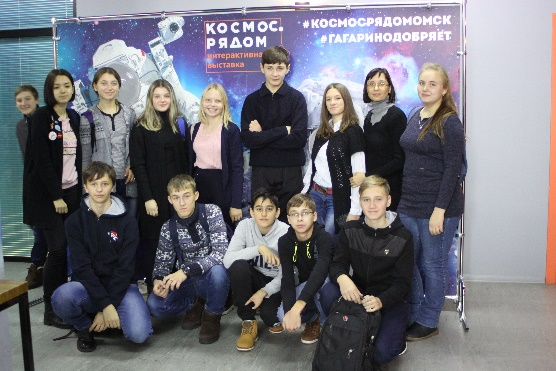 КОСМОС.
РЯДОМ
интерактивная
выставка
#КОСМОСРЯДОМОМСК
#ГАГАРИНОДОБРЯЕТ